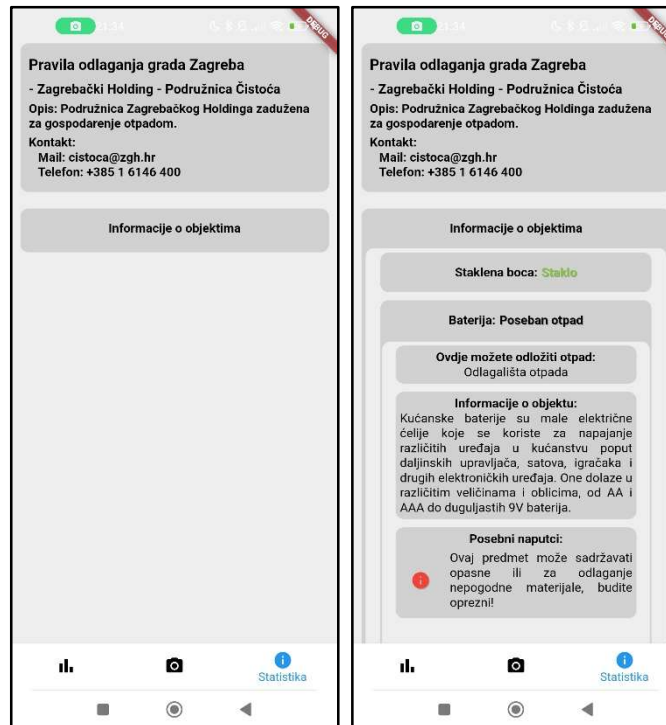 21:34
DEBUG
Pravila odlaganja grada Zagreba
- Zagrebački Holding - Podružnica Čistoća
Opis: Podružnica Zagrebačkog Holdinga zadužena
za gospodarenje otpadom.
Kontakt:
Mail: cistoca@zgh.hr
Telefon: +385 1 6146 400
Informacije o objektima
Statistika
21:34
DEBUG
Pravila odlaganja grada Zagreba
- Zagrebački Holding - Podružnica Čistoća
Opis: Podružnica Zagrebačkog Holdinga zadužena
za gospodarenje otpadom.
Kontakt:
Mail: cistoca@zgh.hr
Telefon: +385 1 6146 400
Informacije o objektima
Staklena boca: Staklo
Baterija: Poseban otpad
Ovdje možete odložiti otpad:
Odlagališta otpada
Informacije o objektu:
Kućanske baterije su male električne
ćelije koje se koriste za napajanje
različitih uređaja u kućanstvu poput
daljinskih upravljača, satova, igračaka i
drugih elektroničkih uređaja. One dolaze u
različitim veličinama i oblicima, od AA i
AAA do duguljastih 9V baterija.
Posebni naputci:
Ovaj predmet može sadržavati
opasne ili za odlaganje
nepogodne materijale, budite
oprezni!
Statistika